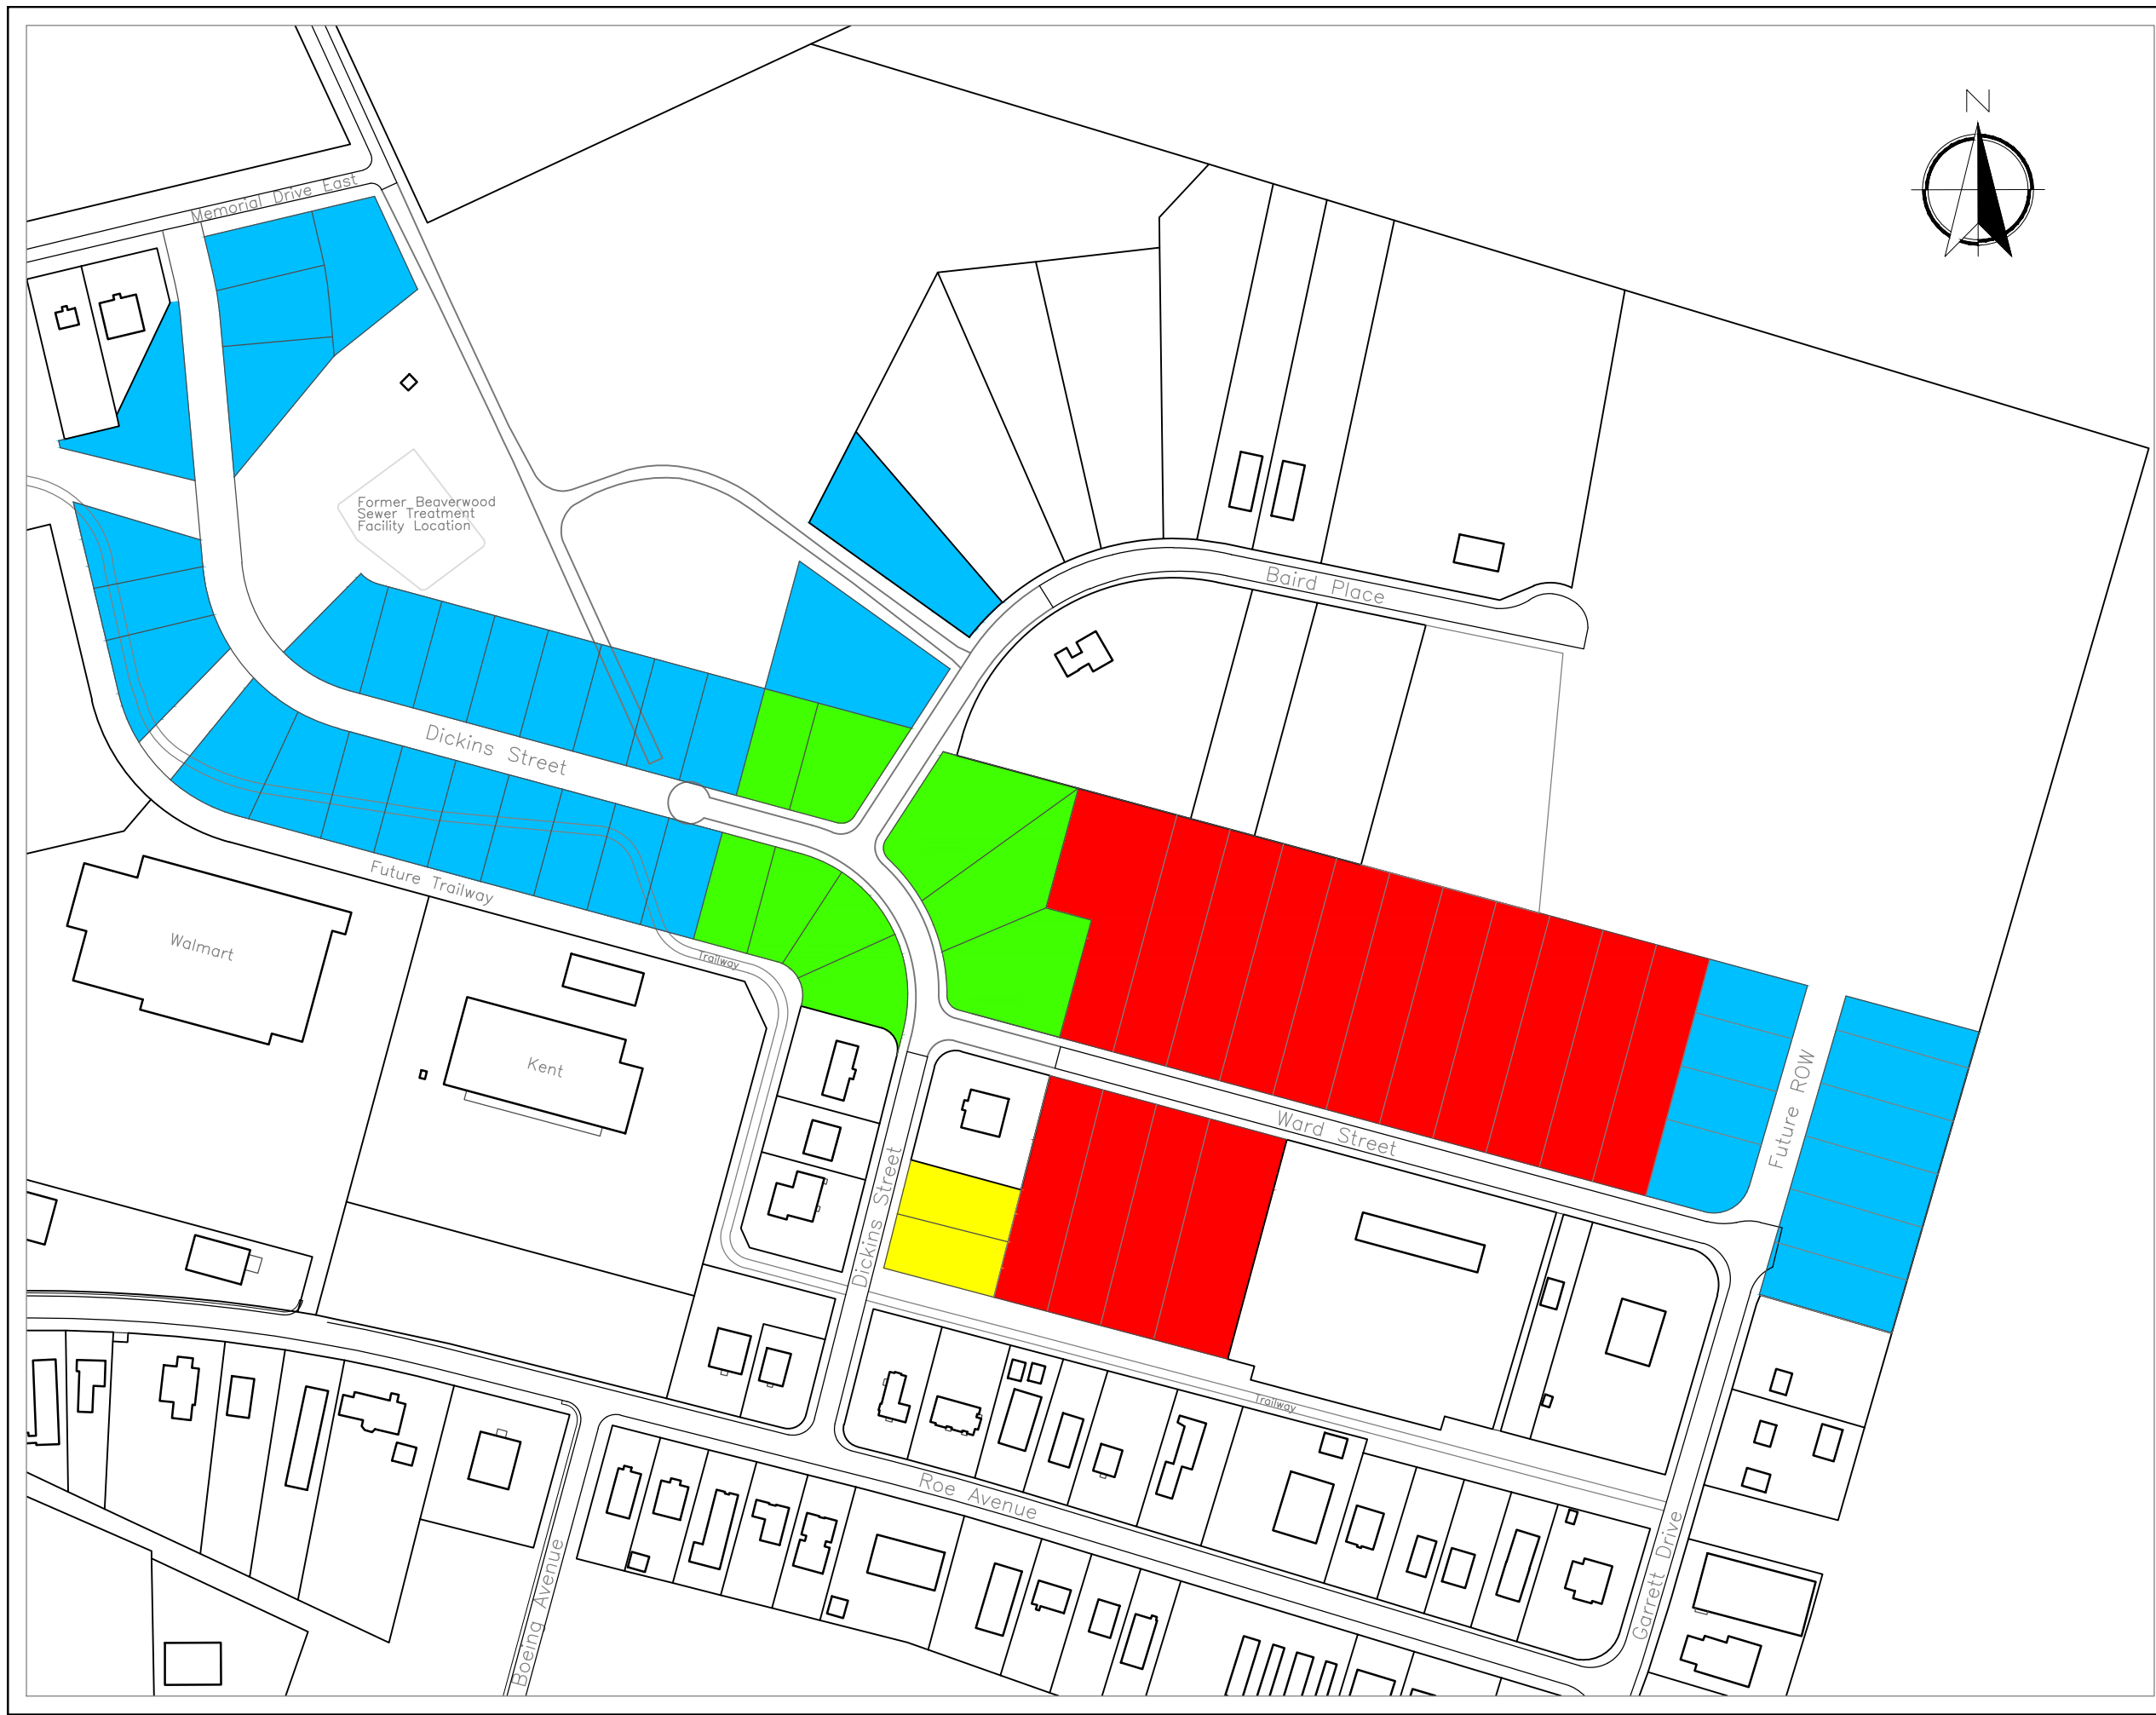 N
Memorial Drive East
Former Beaverwood
Sewer Treatment
Facility Location
Baird Place
Dickins Street
Future Trailway
Walmart
Trailway
Kent
Future ROW
Ward Street
Dickins Street
Trailway
Roe Avenue
Garrett Drive
Boeing Avenue